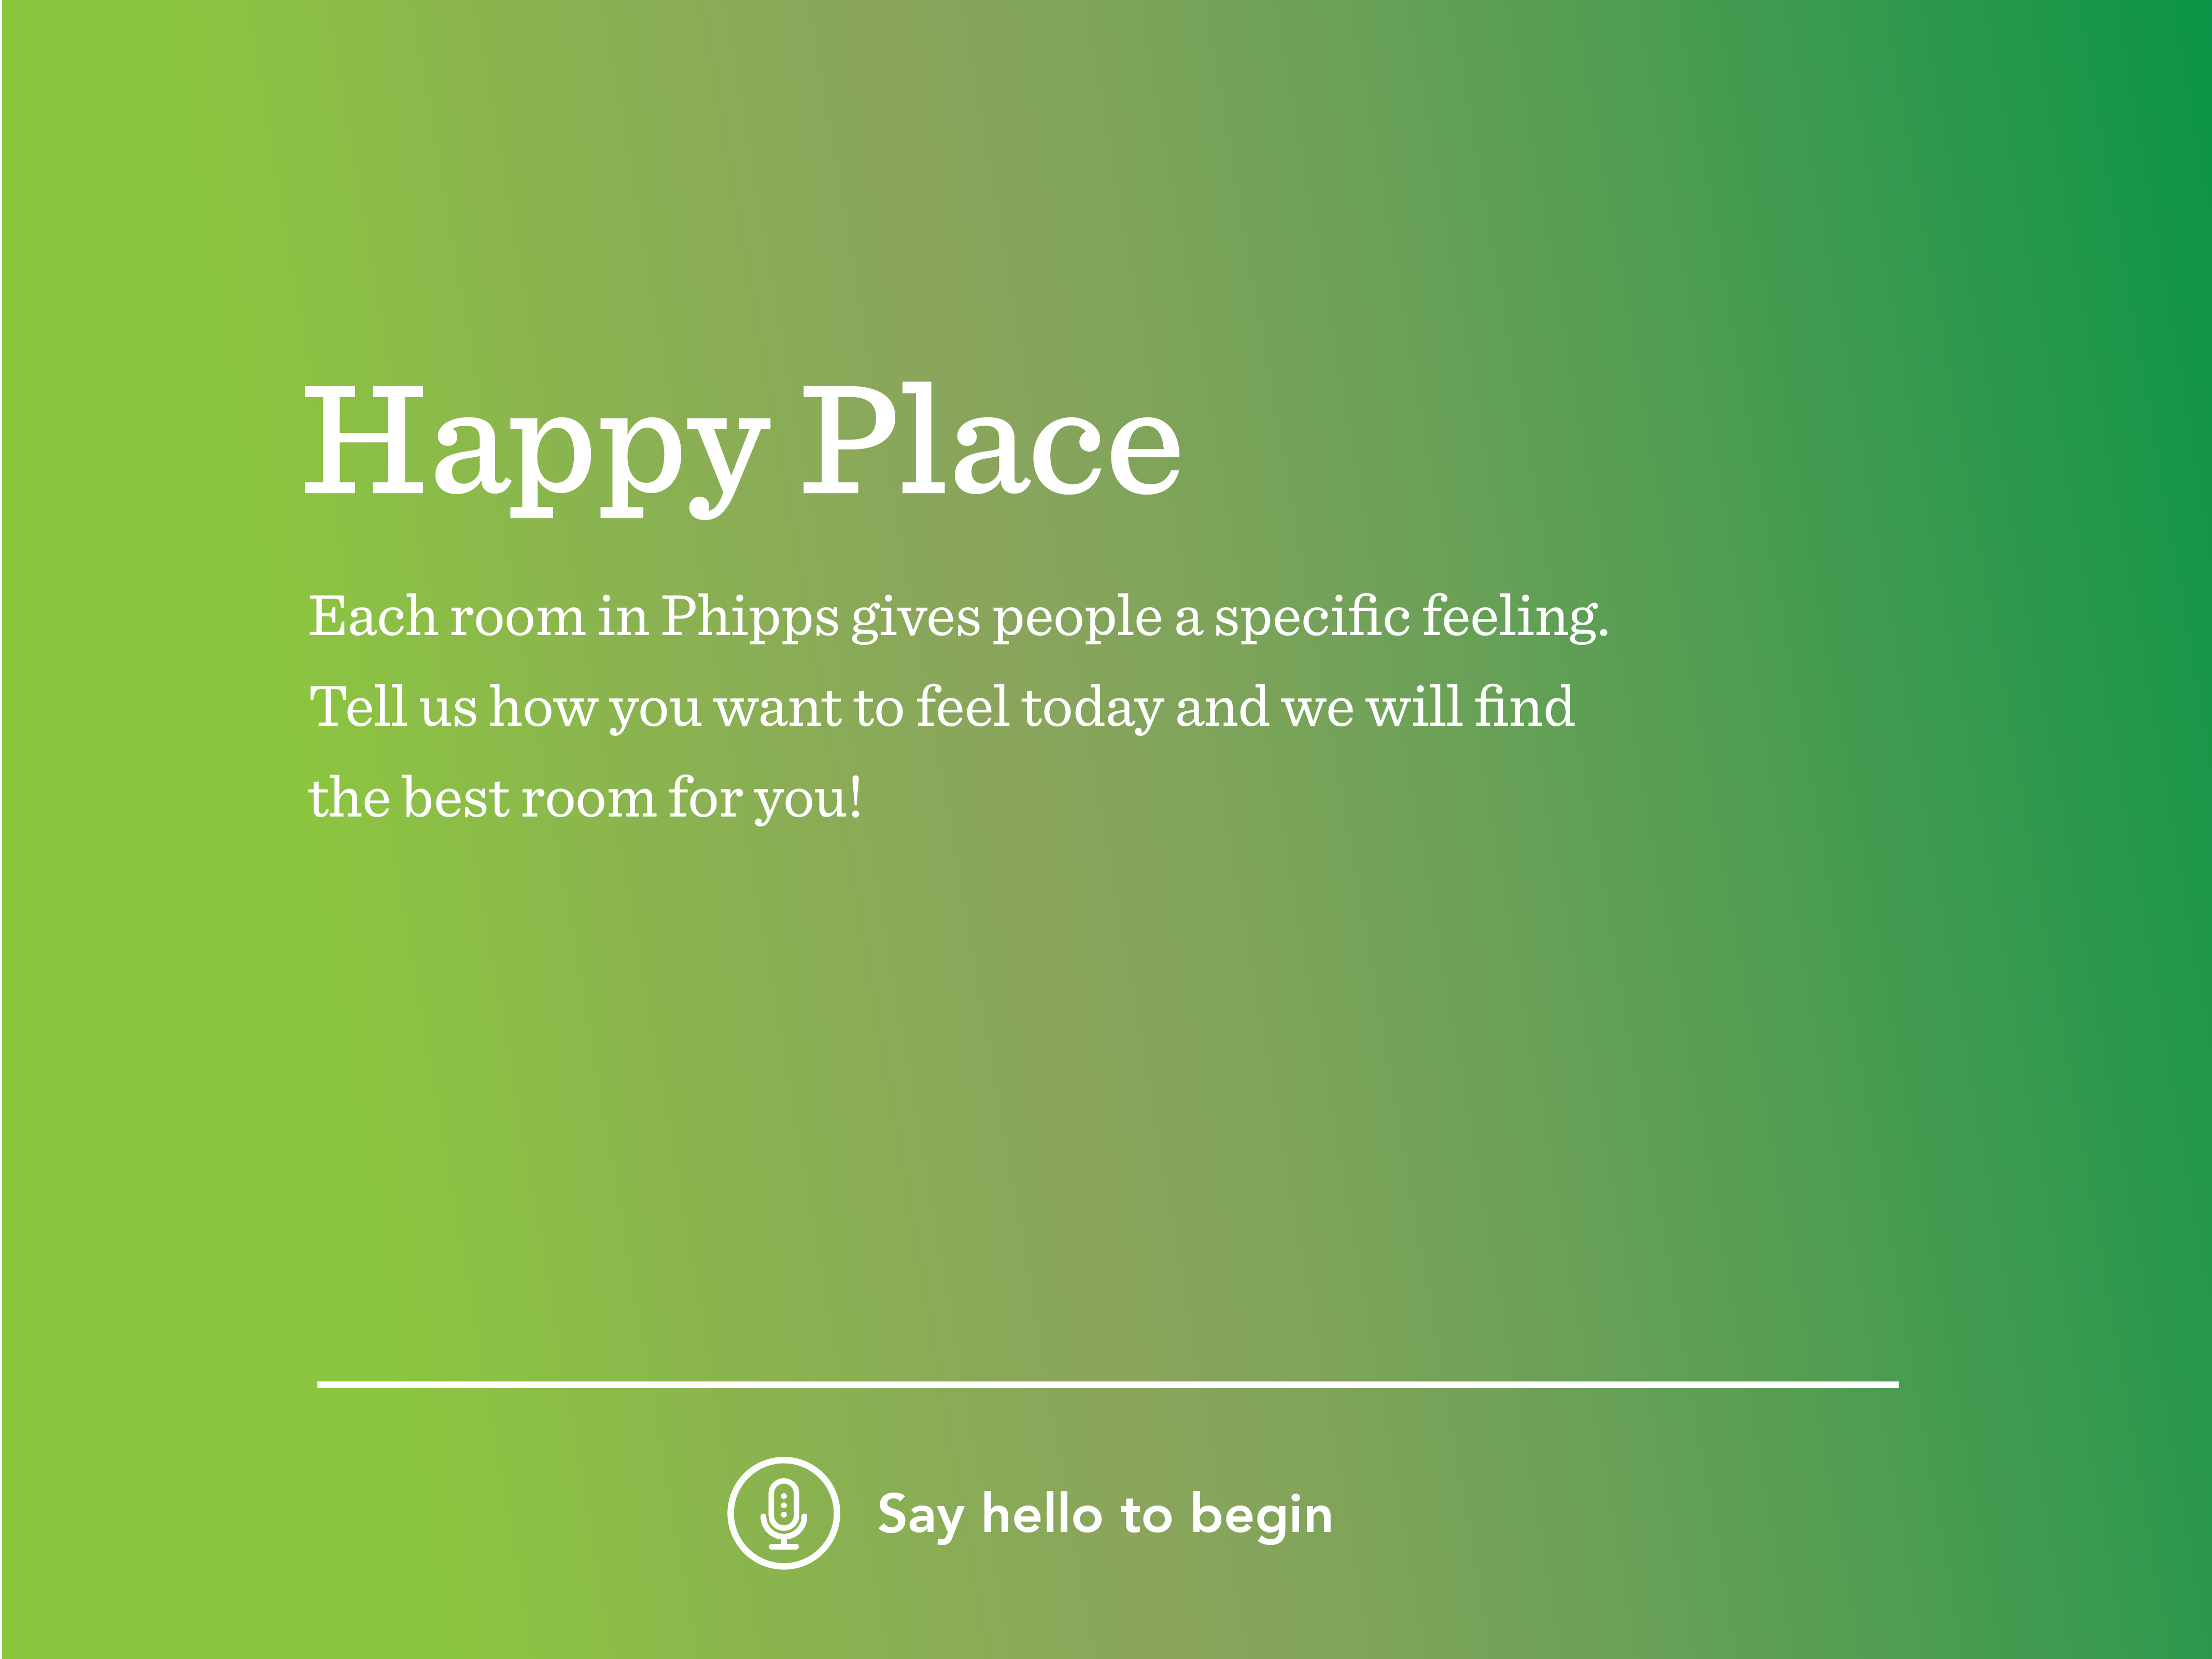 Happy Place
Each room in Phipps gives people a specific feeling.
Tell us how you want to feel today and we will find
the best room for you!
Say hello to begin